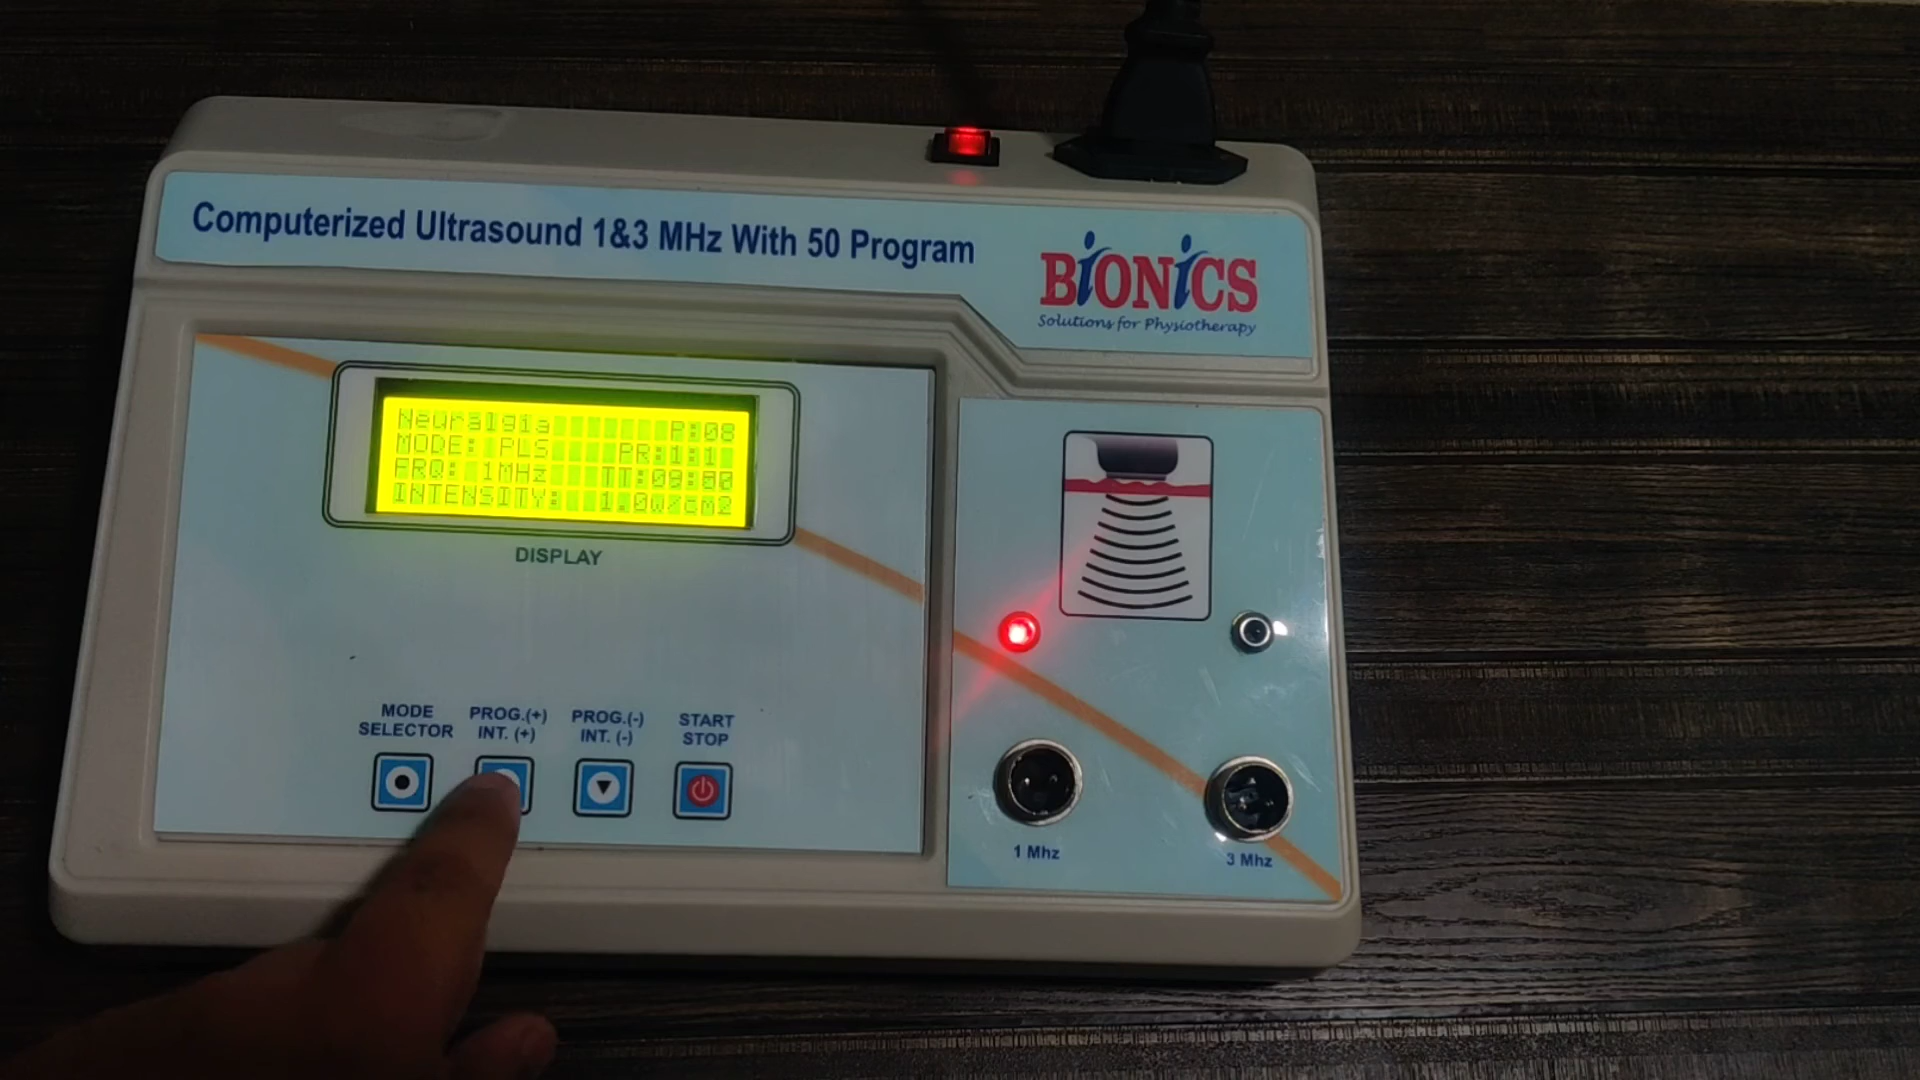 Computerized Ultrasound 1&3 MHz With 50 Program
BiONiCS
Solutions for Physiotherapy
Neuralgia P:08
MODE: PLS PR:1:1
FRQ: 1MHz TT:08:00
INTENSITY: 1.0w/cm2
DISPLAY
MODE SELECTOR
PROG.(+) INT. (+)
PROG.(-) INT. (-)
START STOP
1 Mhz
3 Mhz